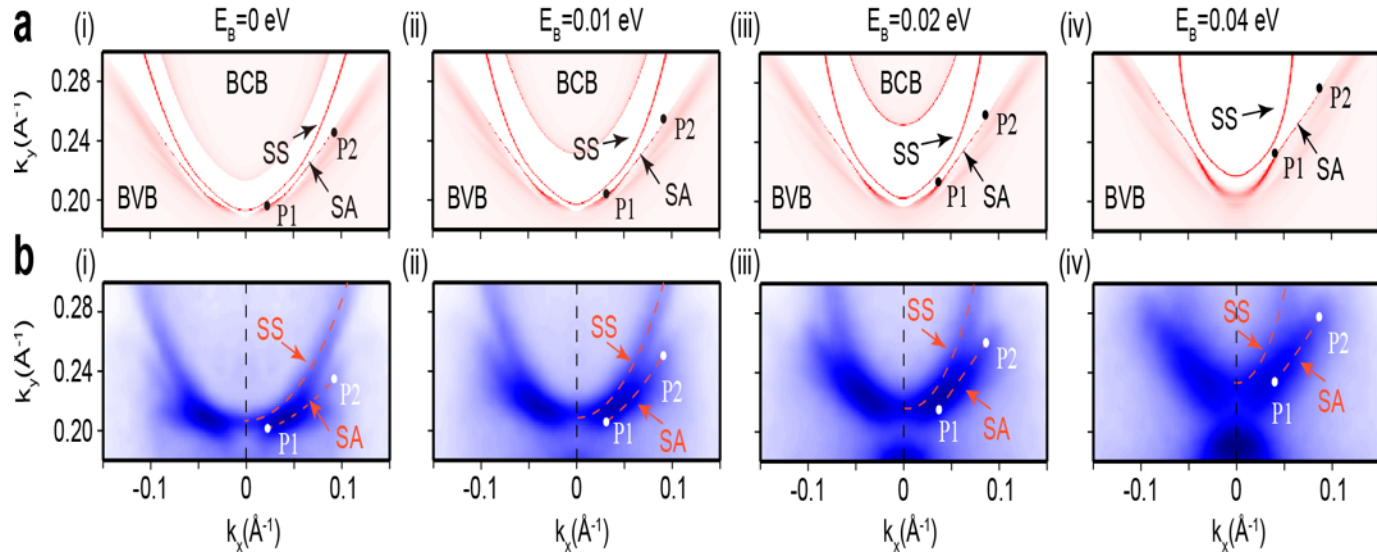 a
(i)
E_B=0 eV
(ii)
E_B=0.01 eV
(iii)
E_B=0.02 eV
(iv)
E_B=0.04 eV
k_y(Å⁻¹)
0.28
0.24
0.20
BCB
SS
P2
SA
P1
BVB
BCB
SS
P2
SA
P1
BVB
BCB
SS
P2
SA
P1
BVB
SS
P2
SA
P1
BVB
b
(i)
(ii)
(iii)
(iv)
k_y(Å⁻¹)
0.28
0.24
0.20
SS
P2
SA
P1
SS
P2
SA
P1
SS
P2
SA
P1
SS
P2
SA
P1
-0.1 0 0.1
-0.1 0 0.1
-0.1 0 0.1
-0.1 0 0.1
k_x(Å⁻¹)
k_x(Å⁻¹)
k_x(Å⁻¹)
k_x(Å⁻¹)